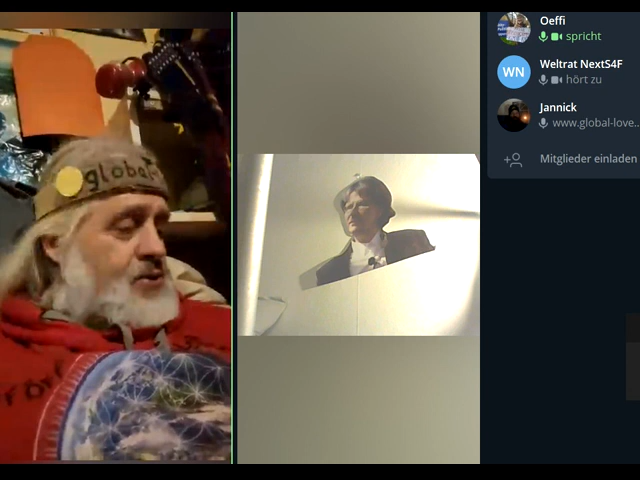 global
Oeffi
spricht
WN
Weltrat NextS4F
hört zu
Jannick
www.global-love...
Mitglieder einladen